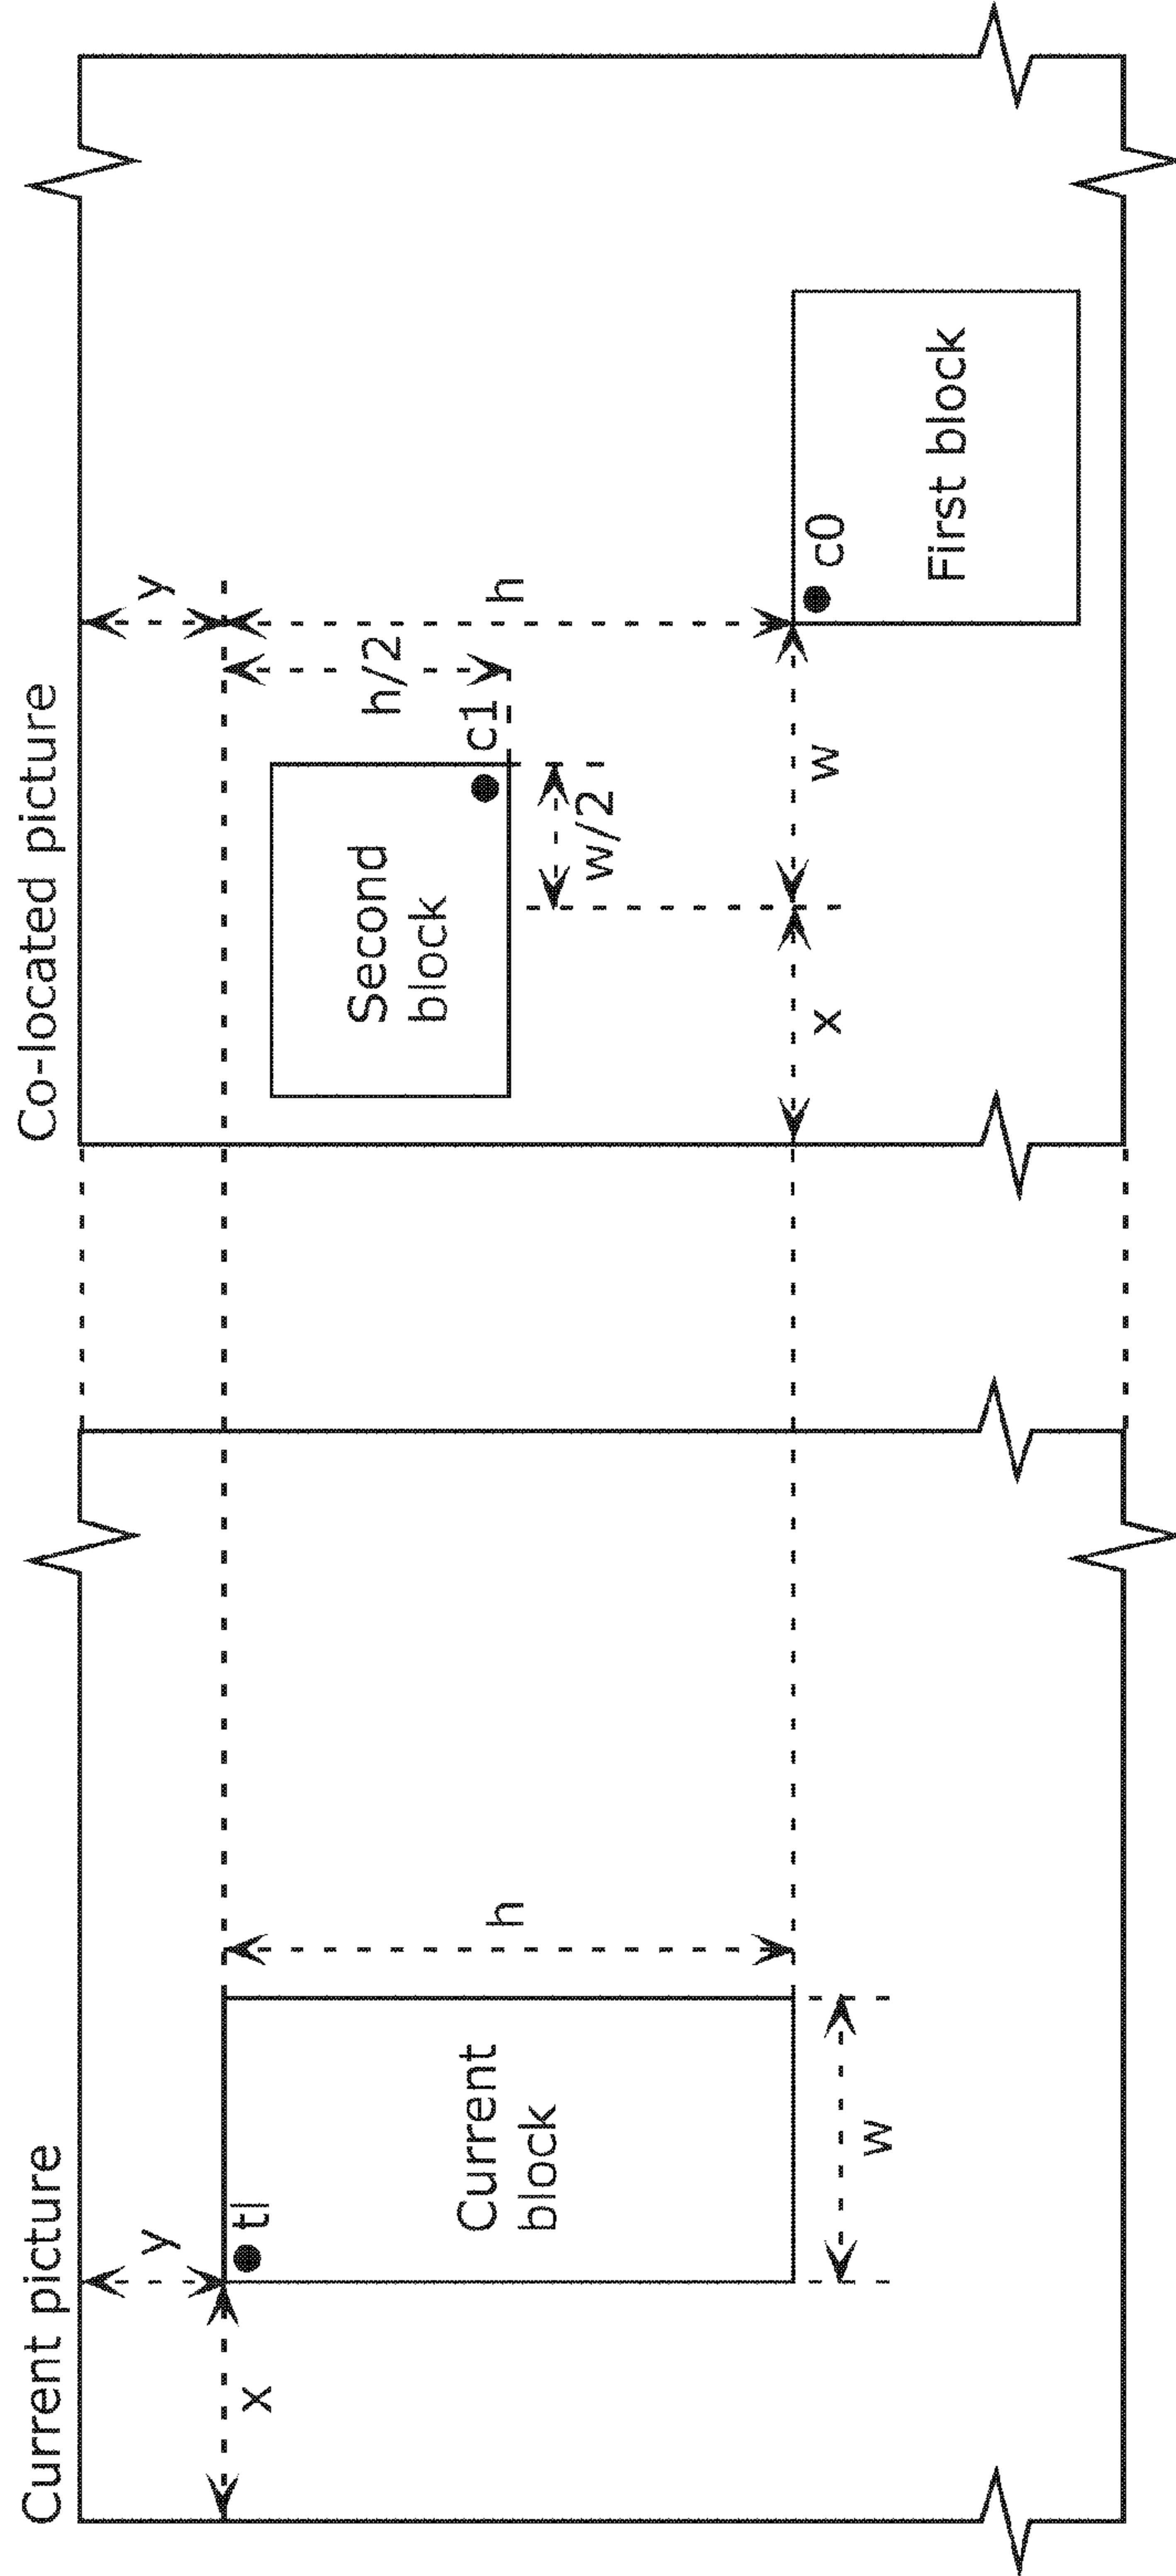 Current picture
y
x
tl
Current
block
h
w
Co-located picture
y
h/2
h
Second
block
c1
w/2
x
w
c0
First block